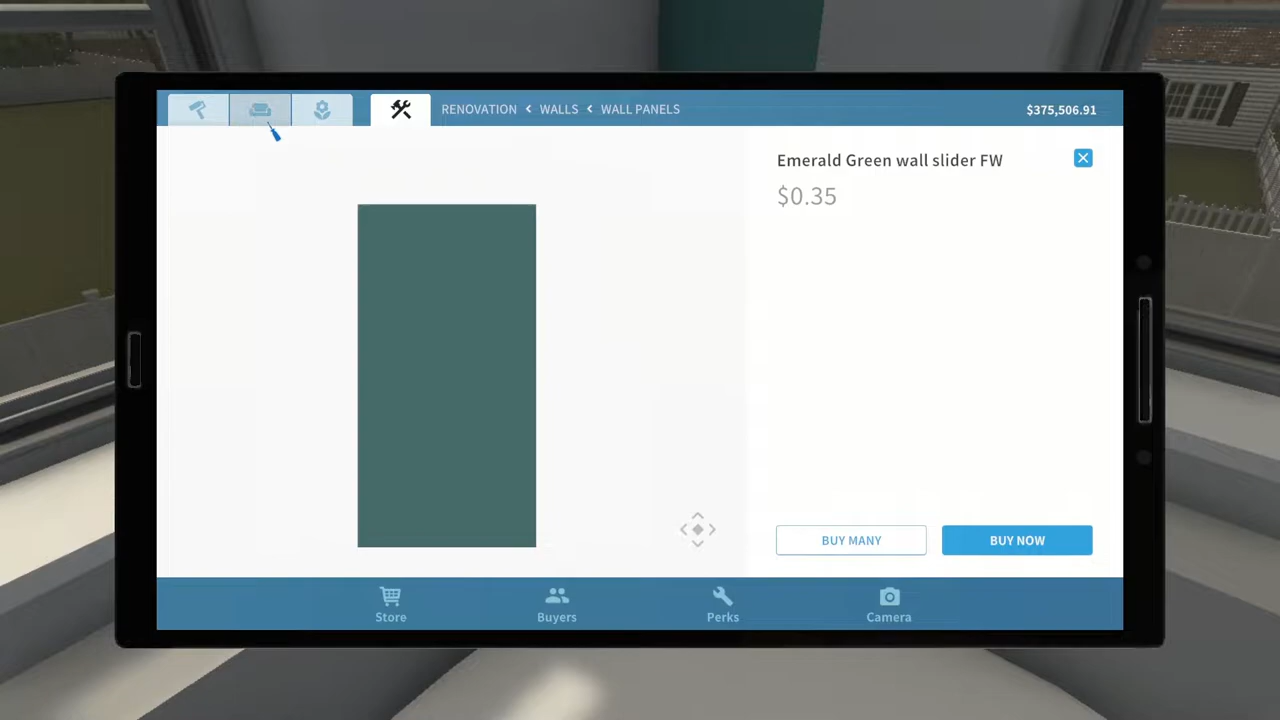 RENOVATION < WALLS < WALL PANELS
$375,506.91
Emerald Green wall slider FW
$0.35
BUY MANY
BUY NOW
Store
Buyers
Perks
Camera